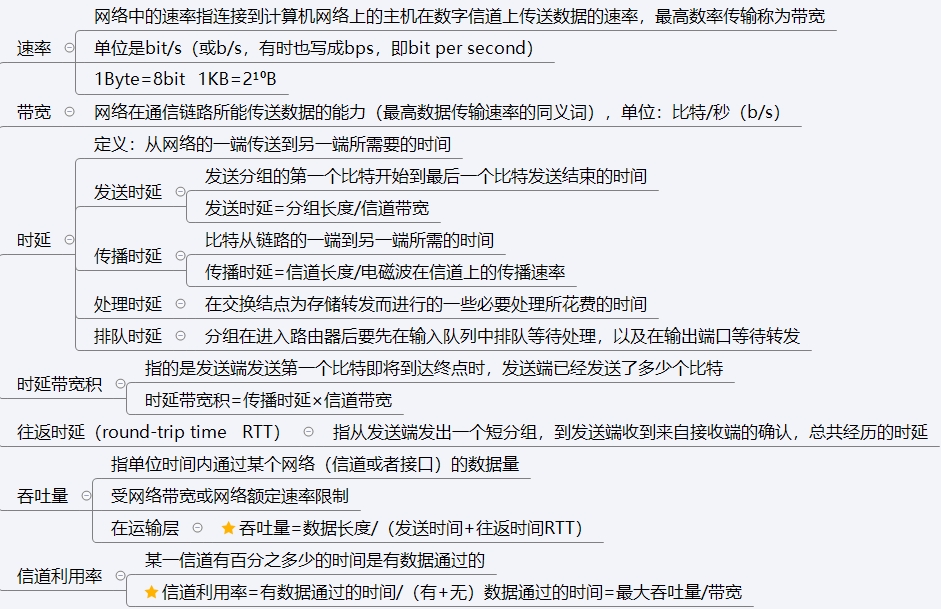 网络中的速率指连接到计算机网络上的主机在数字信道上传送数据的速率，最高数率传输称为带宽
速率
单位是bit/s（或b/s，有时也写成bps，即bit per second）
1Byte=8bit 1KB=2¹⁰B
带宽
网络在通信链路所能传送数据的能力（最高数据传输速率的同义词），单位：比特/秒（b/s）
定义：从网络的一端传送到另一端所需要的时间
发送时延
发送分组的第一个比特开始到最后一个比特发送结束的时间
发送时延=分组长度/信道带宽
时延
传播时延
比特从链路的一端到另一端所需的时间
传播时延=信道长度/电磁波在信道上的传播速率
处理时延
在交换结点为存储转发而进行的一些必要处理所花费的时间
排队时延
分组在进入路由器后要先在输入队列中排队等待处理，以及在输出端口等待转发
时延带宽积
指的是发送端发送第一个比特即将到达终点时，发送端已经发送了多少个比特
时延带宽积=传播时延×信道带宽
往返时延（round-trip time RTT）
指从发送端发出一个短分组，到发送端收到来自接收端的确认，总共经历的时延
指单位时间内通过某个网络（信道或者接口）的数据量
吞吐量
受网络带宽或网络额定速率限制
在运输层
吞吐量=数据长度/（发送时间+往返时间RTT）
某一信道有百分之多少的时间是有数据通过的
信道利用率
信道利用率=有数据通过的时间/（有+无）数据通过的时间=最大吞吐量/带宽